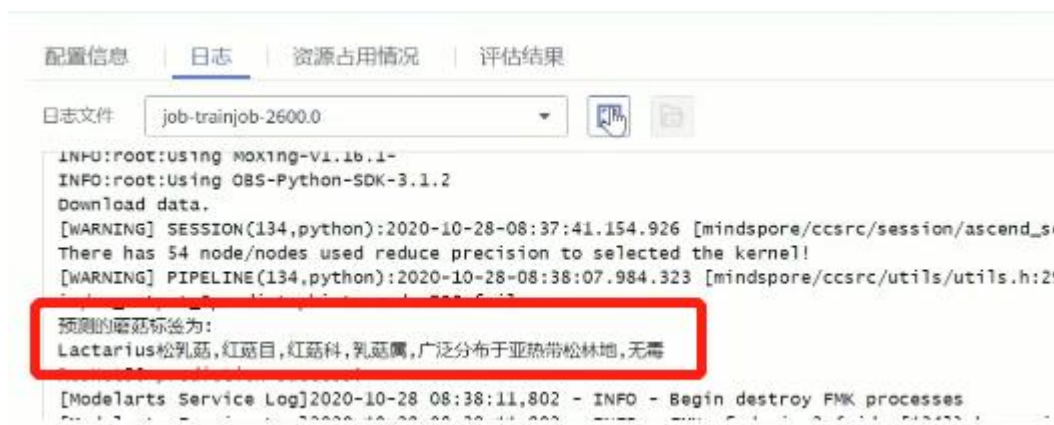 配置信息 日志 资源占用情况 评估结果
日志文件 job-trainjob-2600.0
INFO:root:Using MoXing-v1.16.1-
INFO:root:Using OBS-Python-SDK-3.1.2
Download data.
[WARNING] SESSION(134,python):2020-10-28-08:37:41.154.926 [mindspore/ccsrc/session/ascend_s
There has 54 node/nodes used reduce precision to selected the kernel!
[WARNING] PIPELINE(134,python):2020-10-28-08:38:07.984.323 [mindspore/ccsrc/utils/utils.h:2
预测的蘑菇标签为:
Lactarius松乳菇,红菇目,红菇科,乳菇属,广泛分布于亚热带松林地,无毒
[Modelarts Service Log]2020-10-28 08:38:11,802 - INFO - Begin destroy FMK processes